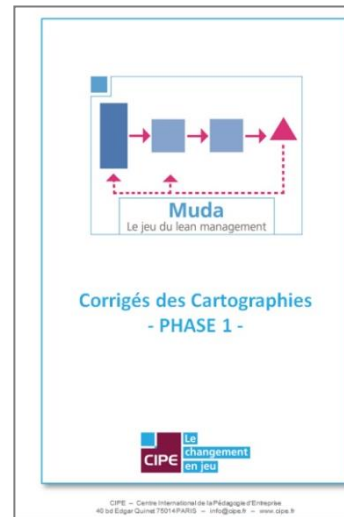 Muda
Le jeu du lean management
Corrigés des Cartographies
- PHASE 1 -
CIPE
Le
changement
en jeu
CIPE – Centre International de la Pédagogie d'Entreprise
45 bd Edgar Quinet 75014 PARIS – info@cipe.fr – www.cipe.fr